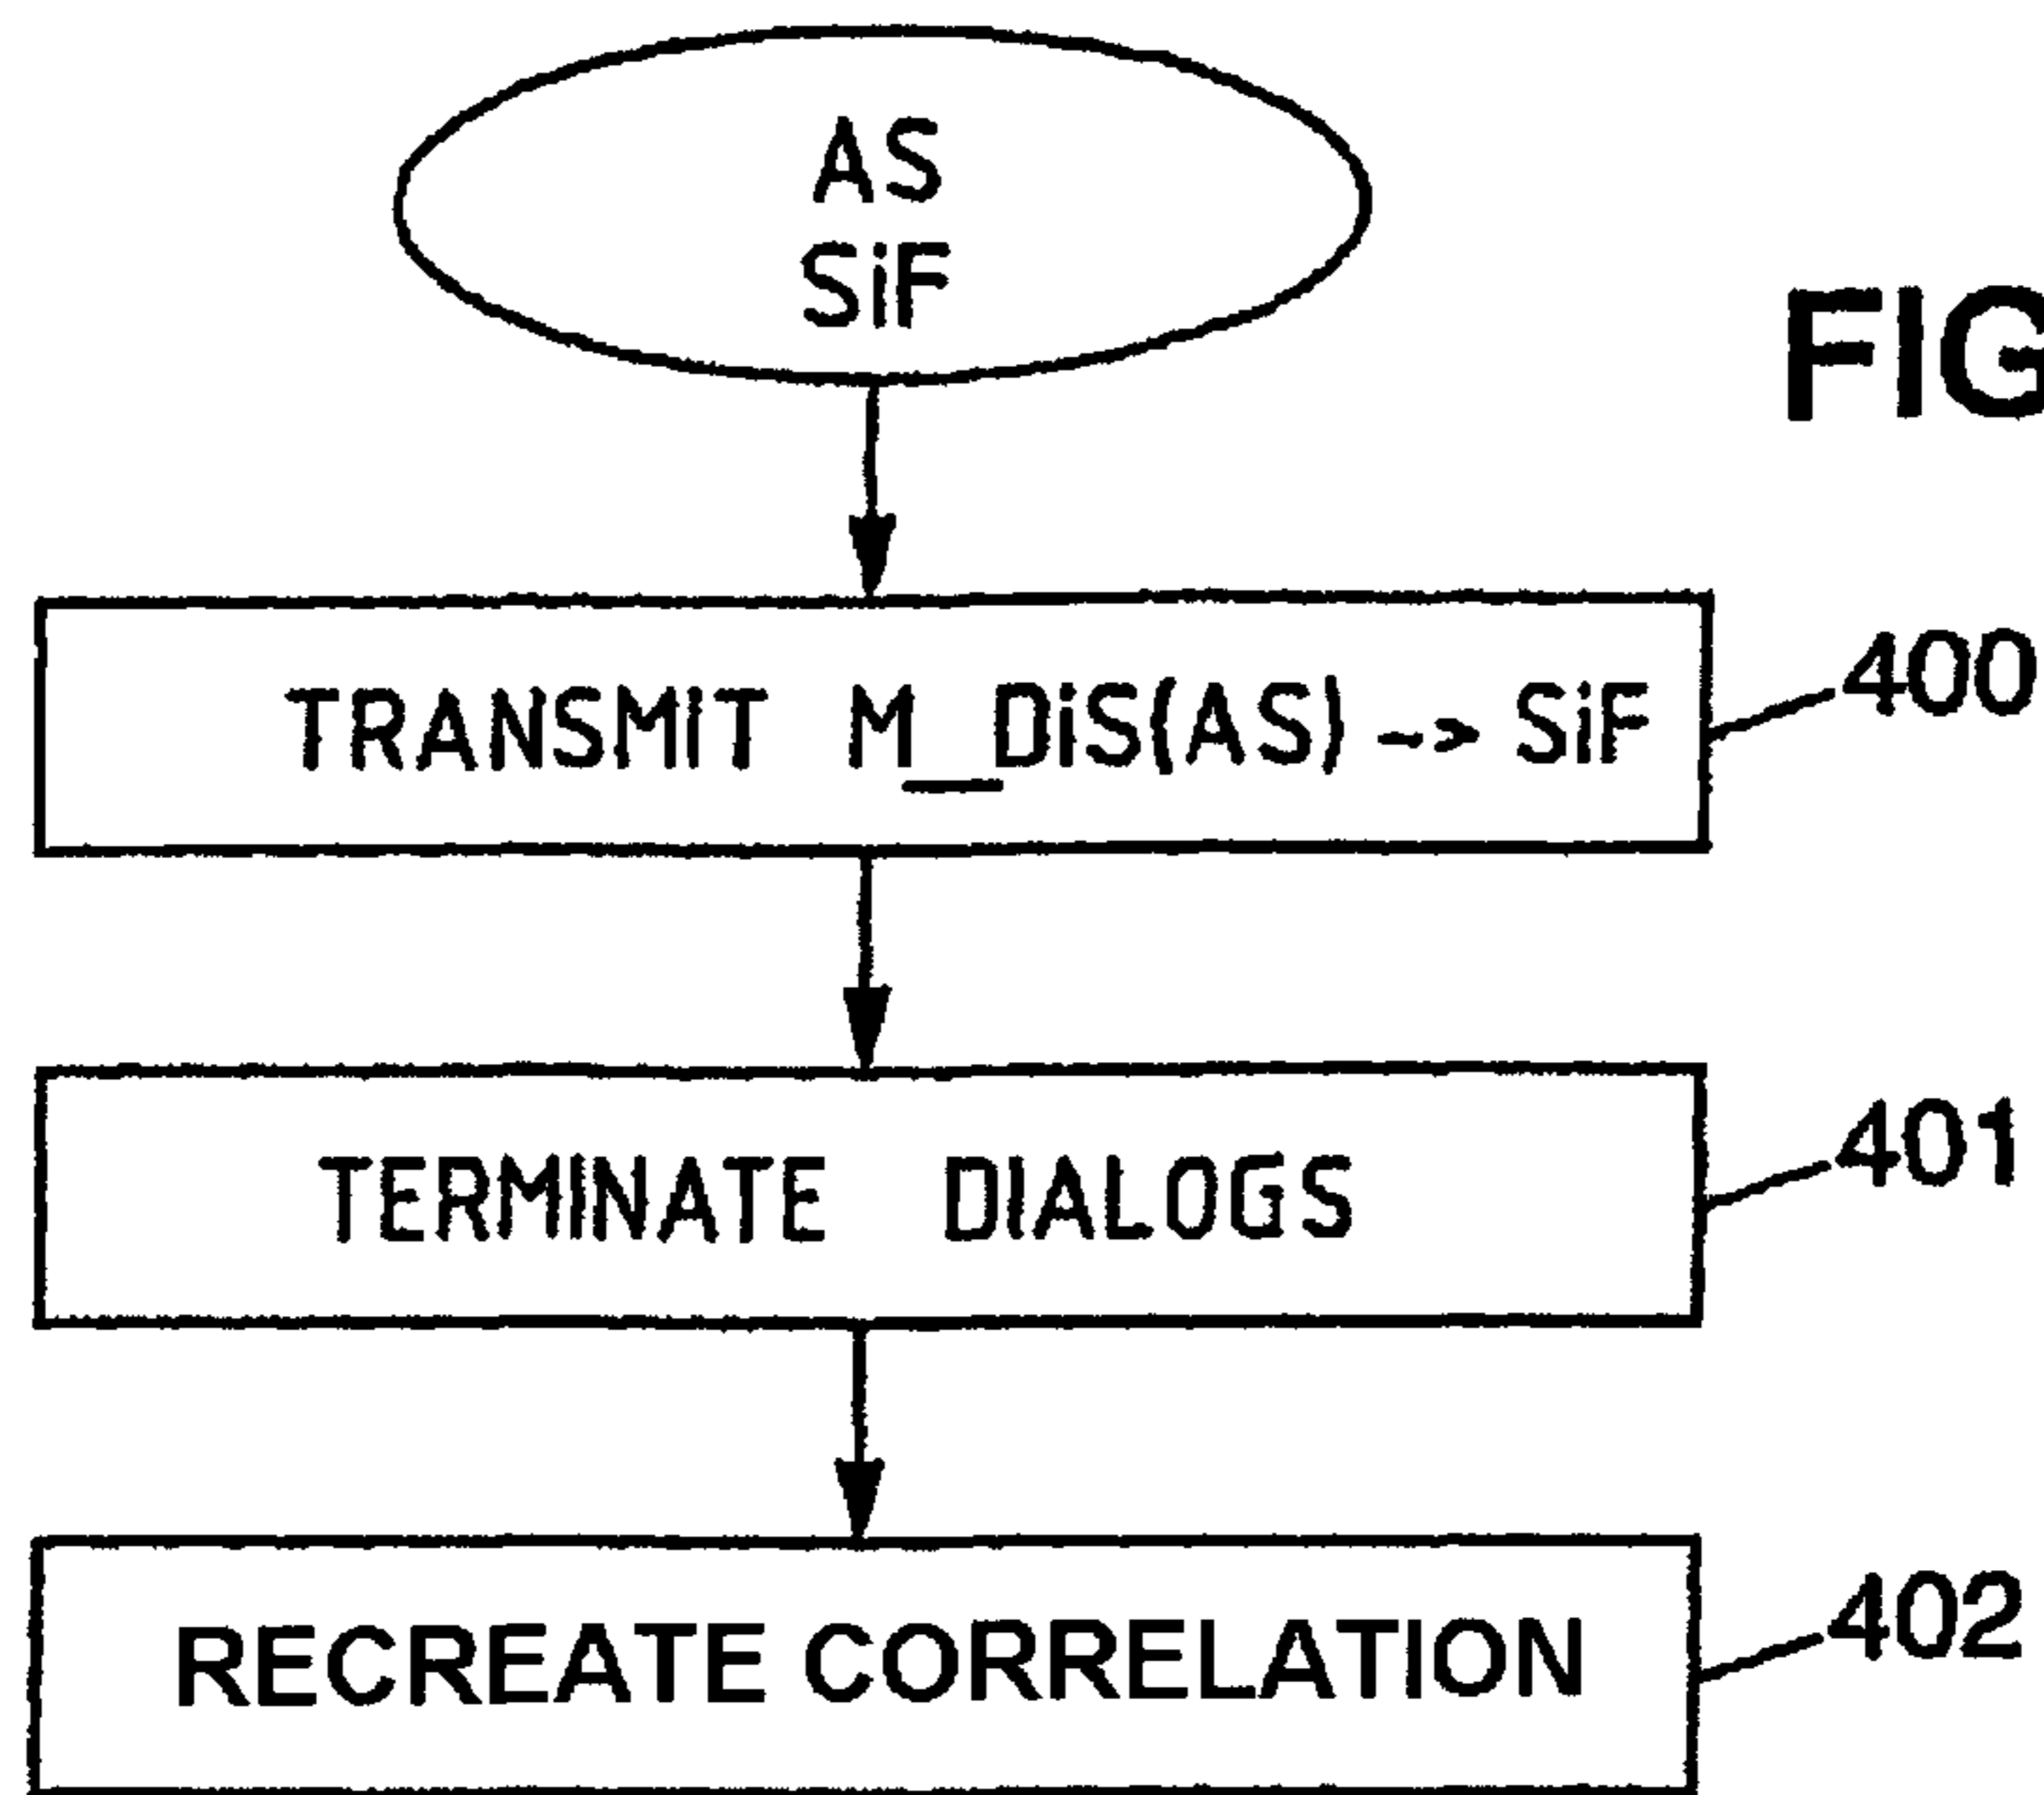 AS
SiF
FIG
TRANSMiT M_DiS(AS) -> SiF
400
TERMINATE DIALOGS
401
RECREATE CORRELATION
402